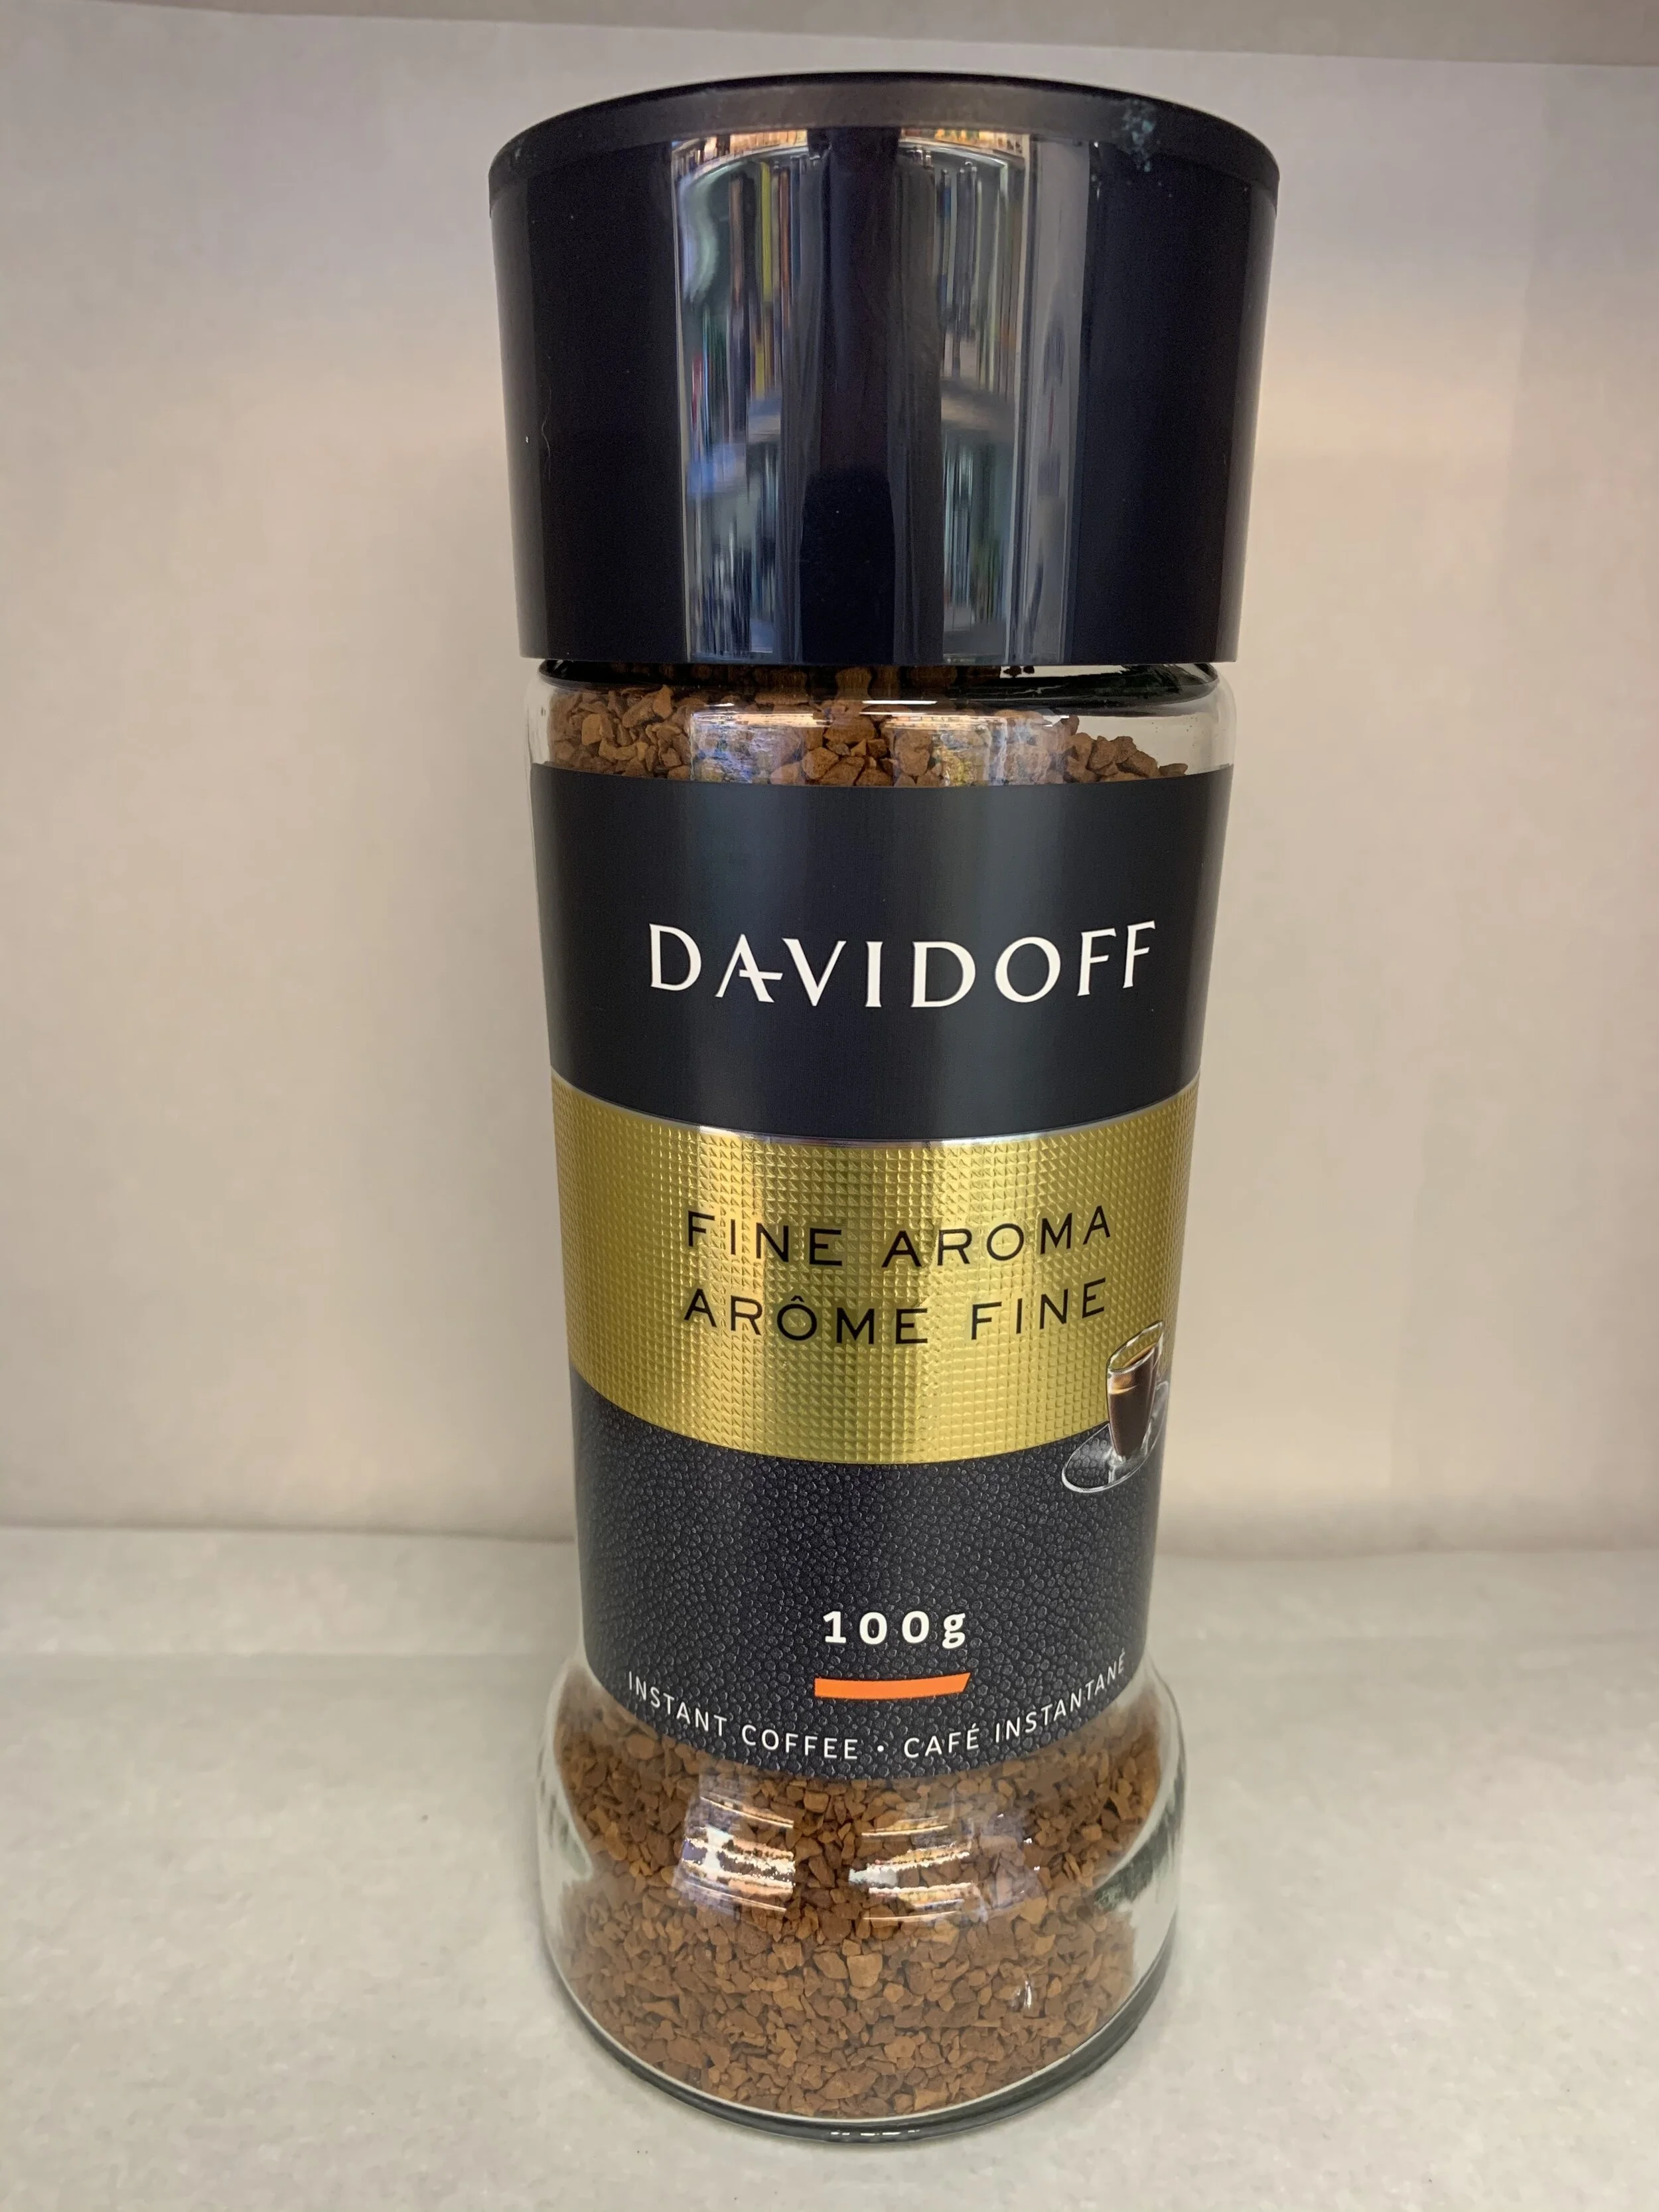 DAVIDOFF
FINE AROMA
ARÔME FINE
100g
INSTANT COFFEE • CAFÉ INSTANTANÉ